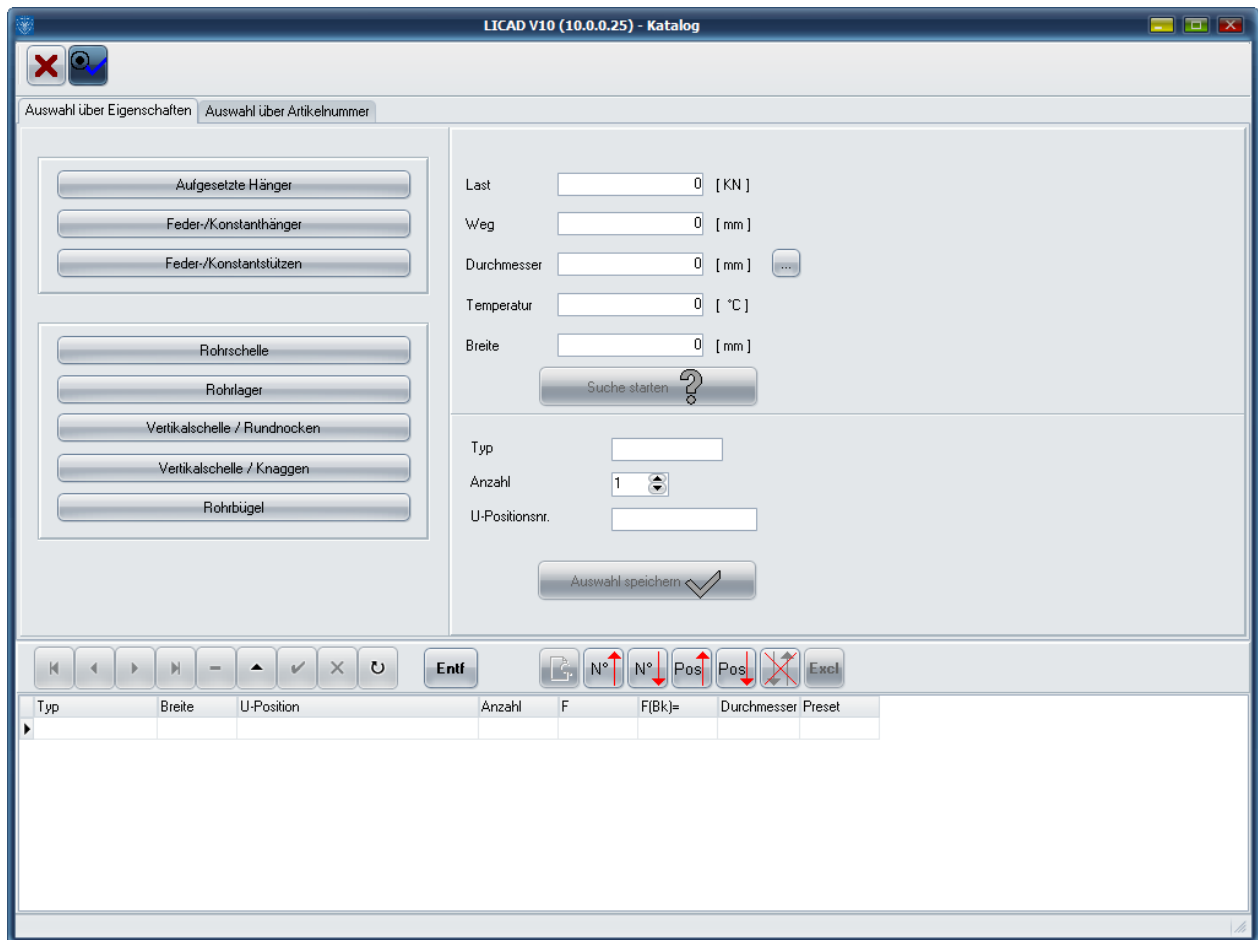 LICAD V10 (10.0.0.25) - Katalog
Auswahl über Eigenschaften
Auswahl über Artikelnummer
Aufgesetzte Hänger
Feder-/Konstanthänger
Feder-/Konstantstützen
Rohrschelle
Rohrlager
Vertikalschelle / Rundnocken
Vertikalschelle / Knaggen
Rohrbügel
Last 0 [ KN ]
Weg 0 [ mm ]
Durchmesser 0 [ mm ] ...
Temperatur 0 [ °C ]
Breite 0 [ mm ]
Suche starten
Typ
Anzahl 1
U-Positionsnr.
Auswahl speichern
Entf N° N° Pos Pos Excl
Typ Breite U-Position Anzahl F F(Bk)= Durchmesser Preset